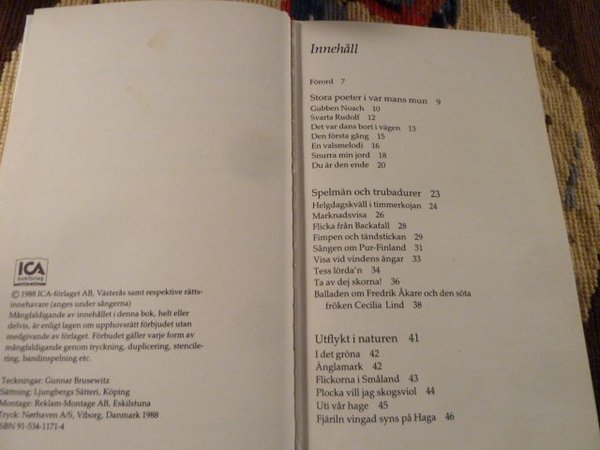 ICA
bokförlag
© 1988 ICA-förlaget AB, Västerås samt respektive rätts-
innehavare (anges under sångerna)
Mångfaldigande av innehållet i denna bok, helt eller
delvis, är enligt lagen om upphovsrätt förbjudet utan
medgivande av förlaget. Förbudet gäller varje form av
mångfaldigande genom tryckning, duplicering, stencile-
ring, bandinspelning etc.
Teckningar: Gunnar Brusewitz
Sättning: Ljungbergs Sätteri, Köping
Montage: Reklam-Montage AB, Eskilstuna
Tryck: Nørhaven A/S, Viborg, Danmark 1988
ISBN 91-534-1171-4
Innehåll
Förord 7
Stora poeter i var mans mun 9
Gubben Noach 10
Svarta Rudolf 12
Det var dans bort i vägen 13
Den första gång 15
En valsmelodi 16
Snurra min jord 18
Du är den ende 20
Spelmän och trubadurer 23
Helgdagskväll i timmerkojan 24
Marknadsvisa 26
Flicka från Backafall 28
Fimpen och tändstickan 29
Sången om Pur-Finland 31
Visa vid vindens ängar 33
Tess lörda'n 34
Ta av dej skorna! 36
Balladen om Fredrik Åkare och den söta
fröken Cecilia Lind 38
Utflykt i naturen 41
I det gröna 42
Änglamark 42
Flickorna i Småland 43
Plocka vill jag skogsviol 44
Uti vår hage 45
Fjäriln vingad syns på Haga 46